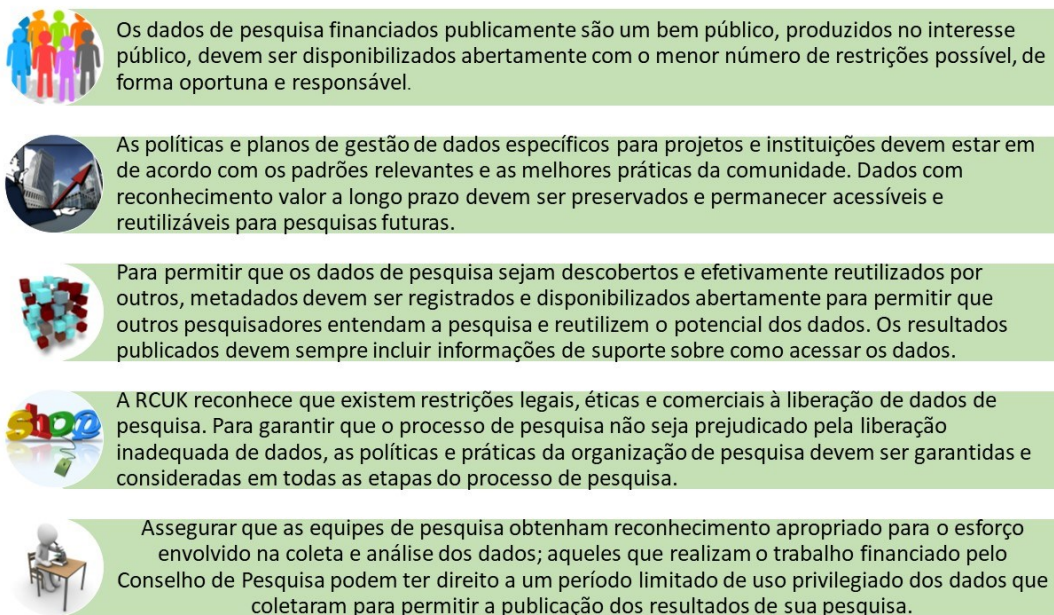 Os dados de pesquisa financiados publicamente são um bem público, produzidos no interesse
público, devem ser disponibilizados abertamente com o menor número de restrições possível, de
forma oportuna e responsável.
As políticas e planos de gestão de dados específicos para projetos e instituições devem estar em
de acordo com os padrões relevantes e as melhores práticas da comunidade. Dados com
reconhecimento valor a longo prazo devem ser preservados e permanecer acessíveis e
reutilizáveis para pesquisas futuras.
Para permitir que os dados de pesquisa sejam descobertos e efetivamente reutilizados por
outros, metadados devem ser registrados e disponibilizados abertamente para permitir que
outros pesquisadores entendam a pesquisa e reutilizem o potencial dos dados. Os resultados
publicados devem sempre incluir informações de suporte sobre como acessar os dados.
shop
A RCUK reconhece que existem restrições legais, éticas e comerciais à liberação de dados de
pesquisa. Para garantir que o processo de pesquisa não seja prejudicado pela liberação
inadequada de dados, as políticas e práticas da organização de pesquisa devem ser garantidas e
consideradas em todas as etapas do processo de pesquisa.
Assegurar que as equipes de pesquisa obtenham reconhecimento apropriado para o esforço
envolvido na coleta e análise dos dados; aqueles que realizam o trabalho financiado pelo
Conselho de Pesquisa podem ter direito a um período limitado de uso privilegiado dos dados que
coletaram para permitir a publicação dos resultados de sua pesquisa.